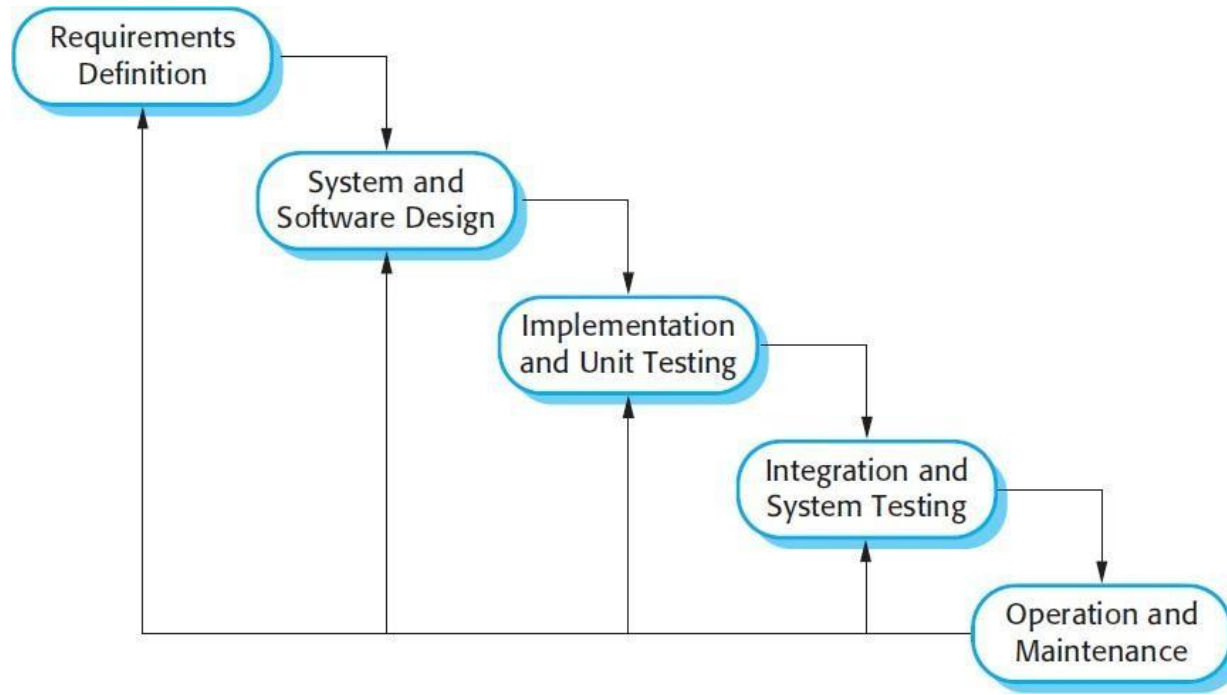 Requirements
Definition
System and
Software Design
Implementation
and Unit Testing
Integration and
System Testing
Operation and
Maintenance